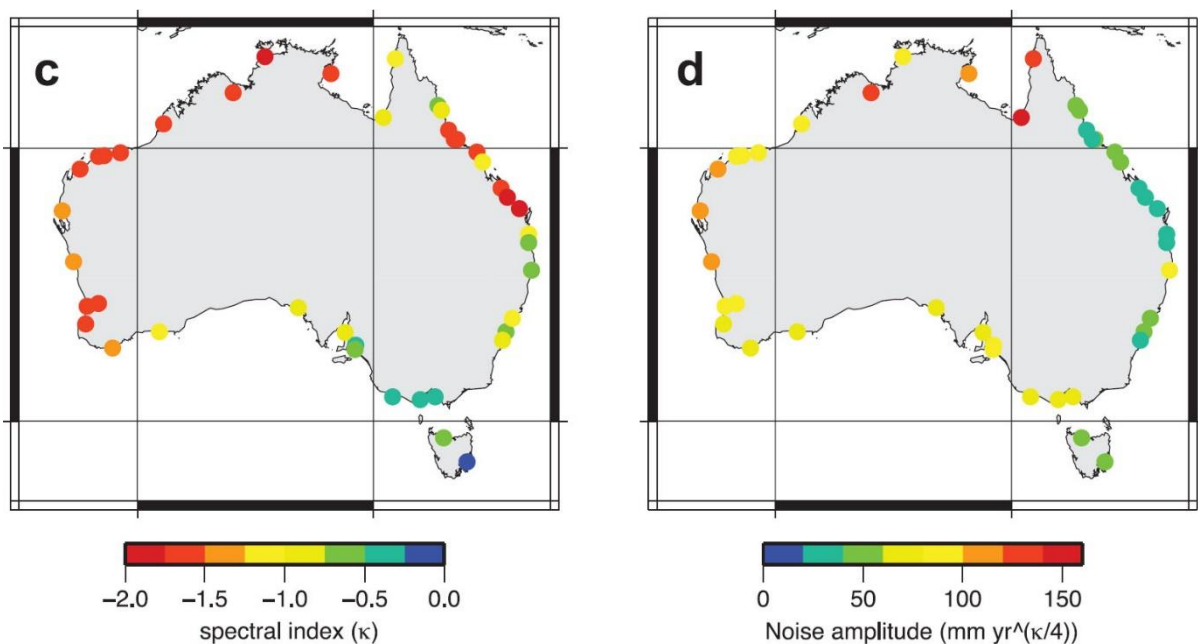 c
d
−2.0 −1.5 −1.0 −0.5 0.0
spectral index (κ)
0 50 100 150
Noise amplitude (mm yr^(κ/4)